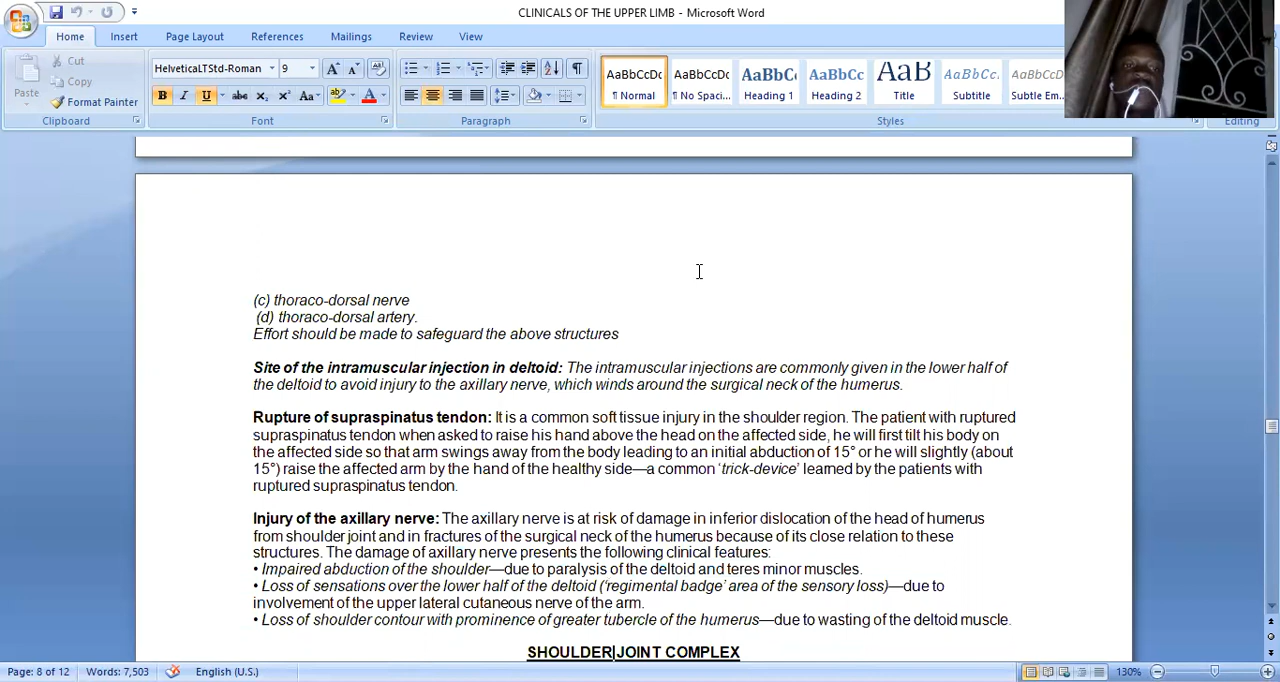 CLINICALS OF THE UPPER LIMB - Microsoft Word
Home Insert Page Layout References Mailings Review View
Paste
Cut
Copy
Format Painter
Clipboard
HelveticaLTStd-Roman 9
B I U abc X₂ X² Aa
Font
Paragraph
AaBbCcDc AaBbCcDc AaBbC AaBbCc AaB AaBbCc. AaBbCcDc
¶ Normal ¶ No Spaci... Heading 1 Heading 2 Title Subtitle Subtle Em...
Styles
Editing
(c) thoraco-dorsal nerve
(d) thoraco-dorsal artery.
Effort should be made to safeguard the above structures
Site of the intramuscular injection in deltoid: The intramuscular injections are commonly given in the lower half of
the deltoid to avoid injury to the axillary nerve, which winds around the surgical neck of the humerus.
Rupture of supraspinatus tendon: It is a common soft tissue injury in the shoulder region. The patient with ruptured
supraspinatus tendon when asked to raise his hand above the head on the affected side, he will first tilt his body on
the affected side so that arm swings away from the body leading to an initial abduction of 15° or he will slightly (about
15°) raise the affected arm by the hand of the healthy side—a common ‘trick-device’ learned by the patients with
ruptured supraspinatus tendon.
Injury of the axillary nerve: The axillary nerve is at risk of damage in inferior dislocation of the head of humerus
from shoulder joint and in fractures of the surgical neck of the humerus because of its close relation to these
structures. The damage of axillary nerve presents the following clinical features:
• Impaired abduction of the shoulder—due to paralysis of the deltoid and teres minor muscles.
• Loss of sensations over the lower half of the deltoid (‘regimental badge’ area of the sensory loss)—due to
involvement of the upper lateral cutaneous nerve of the arm.
• Loss of shoulder contour with prominence of greater tubercle of the humerus—due to wasting of the deltoid muscle.
SHOULDER JOINT COMPLEX
Page: 8 of 12 Words: 7,503 English (U.S.) 130%